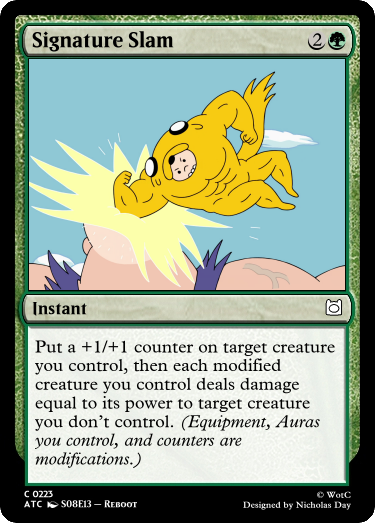 Signature Slam 2
Instant
Put a +1/+1 counter on target creature
you control, then each modified
creature you control deals damage
equal to its power to target creature
you don't control. (Equipment, Auras
you control, and counters are
modifications.)
C 0223 © WotC
ATC S08E13 – Reboot Designed by Nicholas Day